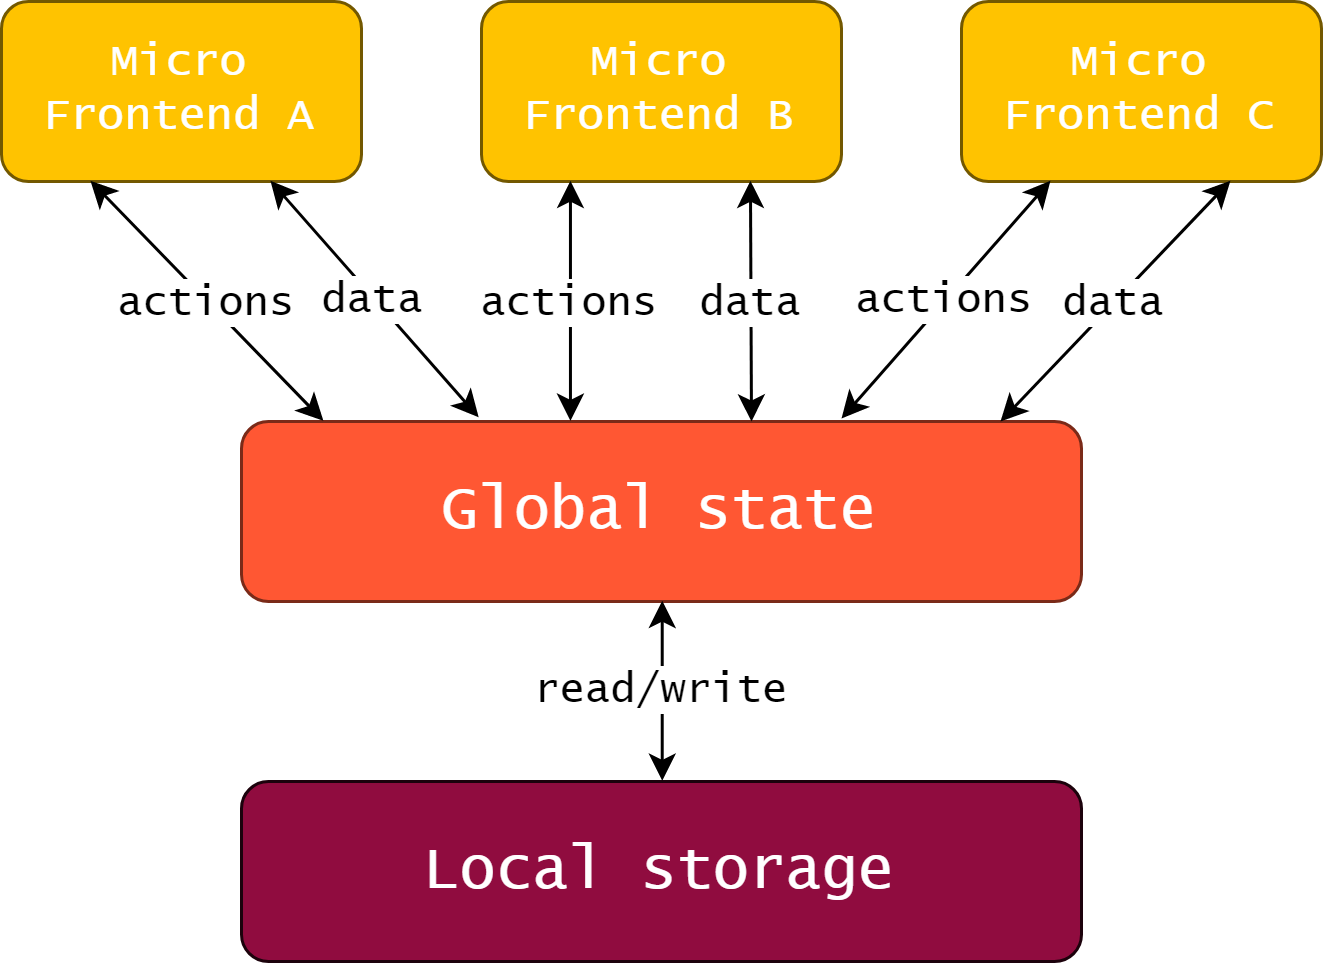 Micro
Frontend A
Micro
Frontend B
Micro
Frontend C
actions
data
actions
data
actions
data
Global state
read/write
Local storage